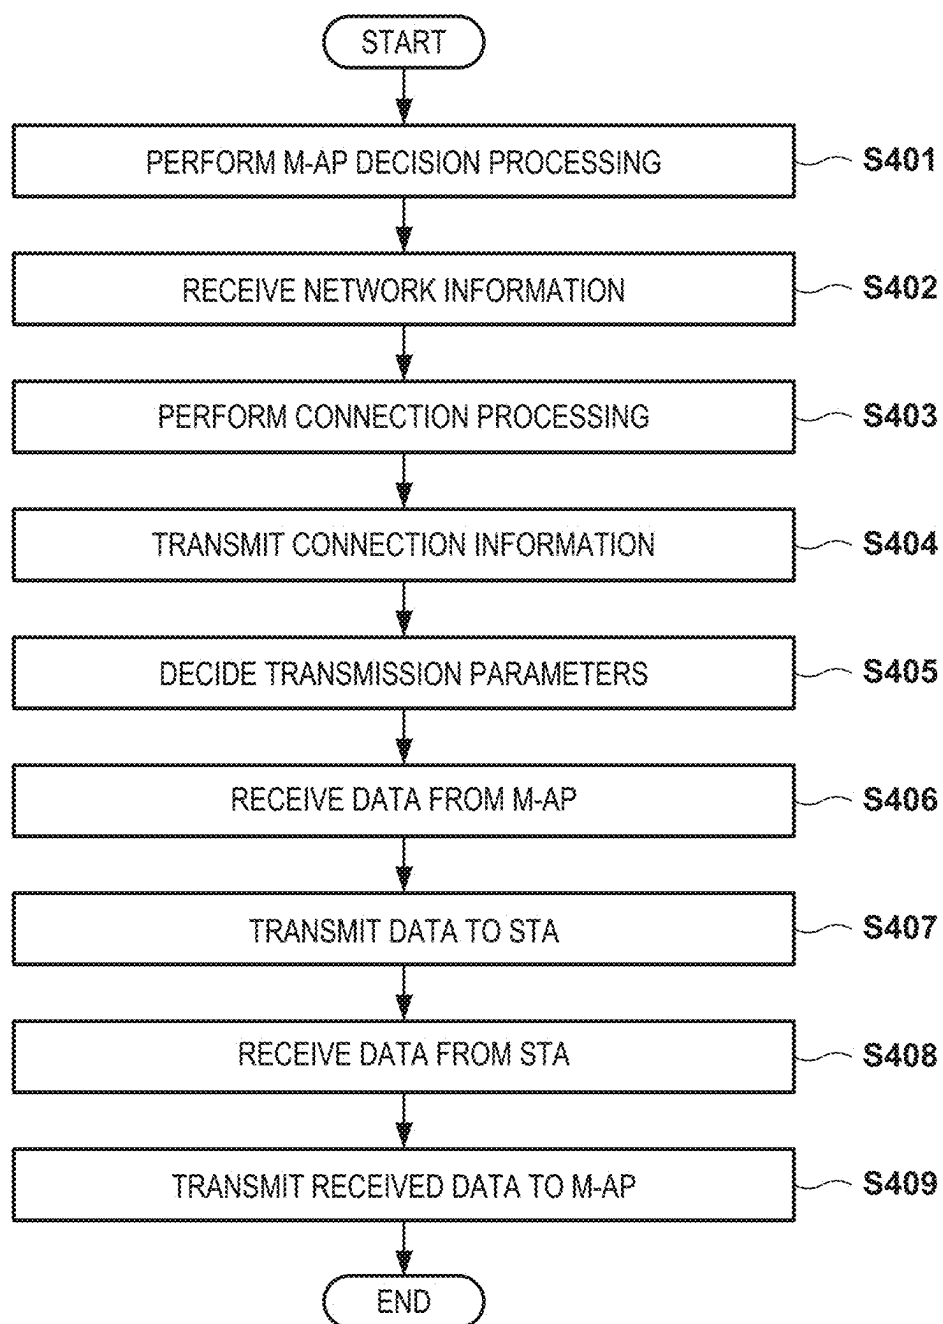 START
PERFORM M-AP DECISION PROCESSING
S401
RECEIVE NETWORK INFORMATION
S402
PERFORM CONNECTION PROCESSING
S403
TRANSMIT CONNECTION INFORMATION
S404
DECIDE TRANSMISSION PARAMETERS
S405
RECEIVE DATA FROM M-AP
S406
TRANSMIT DATA TO STA
S407
RECEIVE DATA FROM STA
S408
TRANSMIT RECEIVED DATA TO M-AP
S409
END